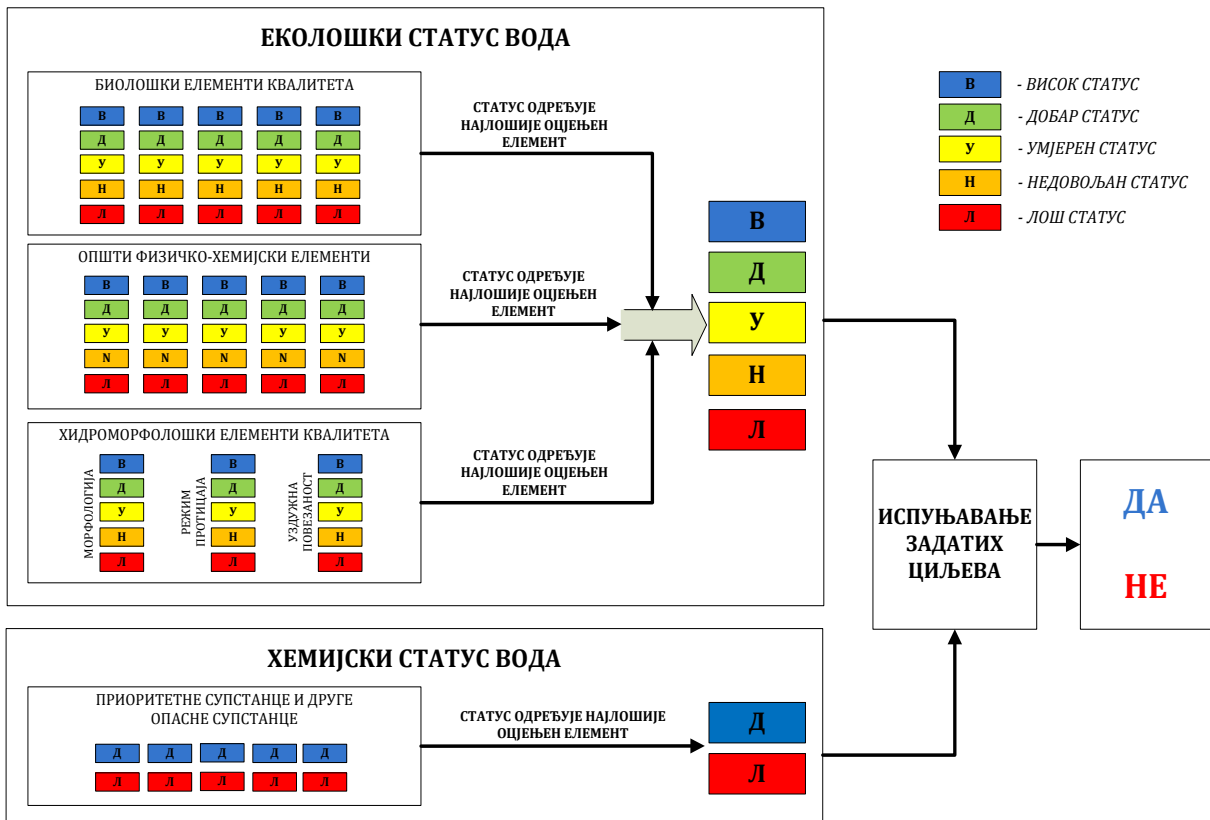 ЕКОЛОШКИ СТАТУС ВОДА
БИОЛОШКИ ЕЛЕМЕНТИ КВАЛИТЕТА
В В В В В
Д Д Д Д Д
У У У У У
Н Н Н Н Н
Л Л Л Л Л
СТАТУС ОДРЕЂУЈЕ
НАЈЛОШИЈЕ ОЦЈЕЊЕН
ЕЛЕМЕНТ
ОПШТИ ФИЗИЧКО-ХЕМИЈСКИ ЕЛЕМЕНТИ
В В В В В
Д Д Д Д Д
У У У У У
N N N N N
Л Л Л Л Л
СТАТУС ОДРЕЂУЈЕ
НАЈЛОШИЈЕ ОЦЈЕЊЕН
ЕЛЕМЕНТ
ХИДРОМОРФОЛОШКИ ЕЛЕМЕНТИ КВАЛИТЕТА
МОРФОЛОГИЈА
В
Д
У
Н
Л
РЕЖИМ
ПРОТИЦАЈА
В
Д
У
Н
Л
УЗДУЖНА
ПОВЕЗАНОСТ
В
Д
У
Н
Л
СТАТУС ОДРЕЂУЈЕ
НАЈЛОШИЈЕ ОЦЈЕЊЕН
ЕЛЕМЕНТ
В
Д
У
Н
Л
В - ВИСОК СТАТУС
Д - ДОБАР СТАТУС
У - УМЈЕРЕН СТАТУС
Н - НЕДОВОЉАН СТАТУС
Л - ЛОШ СТАТУС
ИСПУЊАВАЊЕ
ЗАДАТИХ
ЦИЉЕВА
ДА
НЕ
ХЕМИЈСКИ СТАТУС ВОДА
ПРИОРИТЕТНЕ СУПСТАНЦЕ И ДРУГЕ
ОПАСНЕ СУПСТАНЦЕ
Д Д Д Д Д
Л Л Л Л Л
СТАТУС ОДРЕЂУЈЕ НАЈЛОШИЈЕ
ОЦЈЕЊЕН ЕЛЕМЕНТ
Д
Л